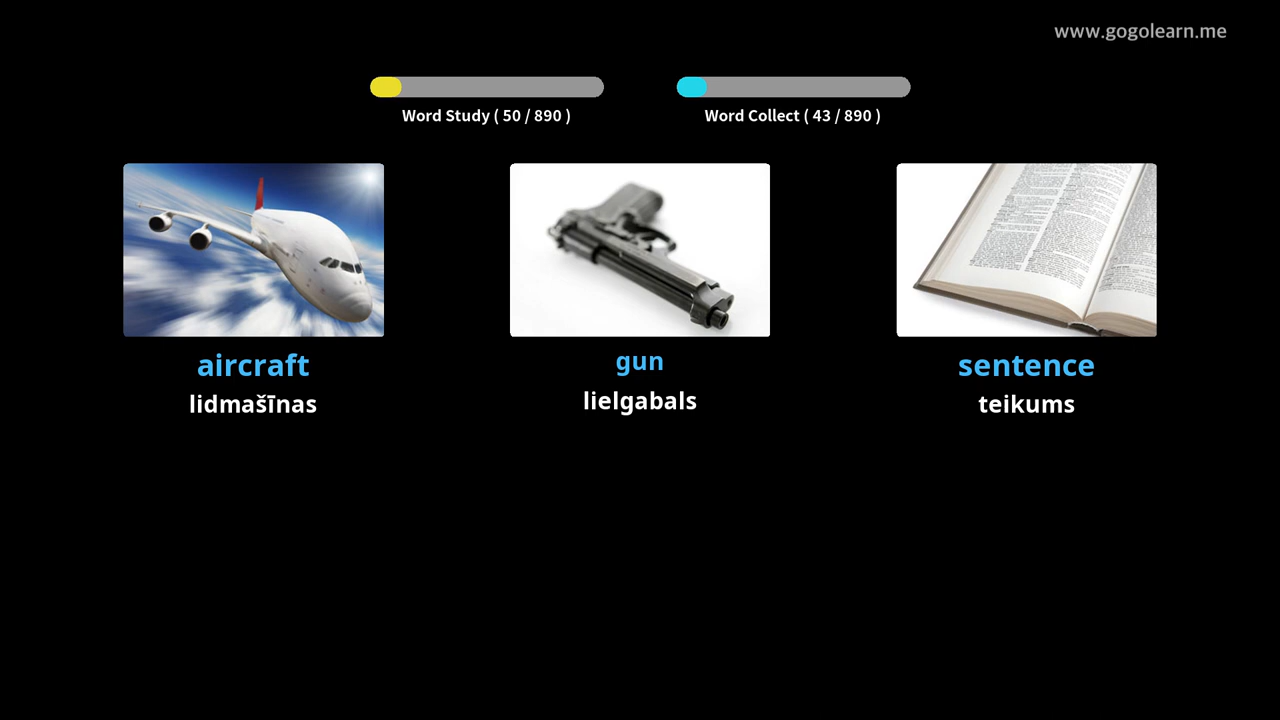 www.gogolearn.me
Word Study ( 50 / 890 )
Word Collect ( 43 / 890 )
aircraft
lidmašīnas
gun
lielgabals
sentence
teikums